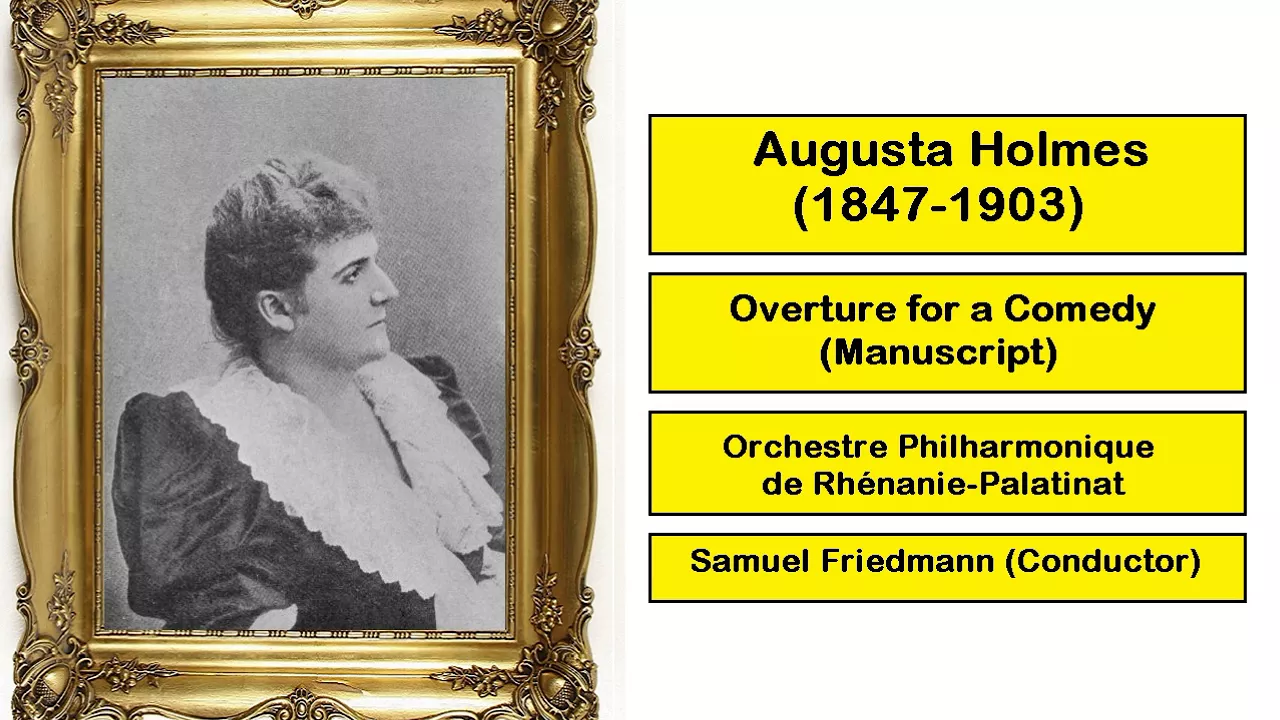 Augusta Holmes
(1847-1903)
Overture for a Comedy
(Manuscript)
Orchestre Philharmonique
de Rhénanie-Palatinat
Samuel Friedmann (Conductor)